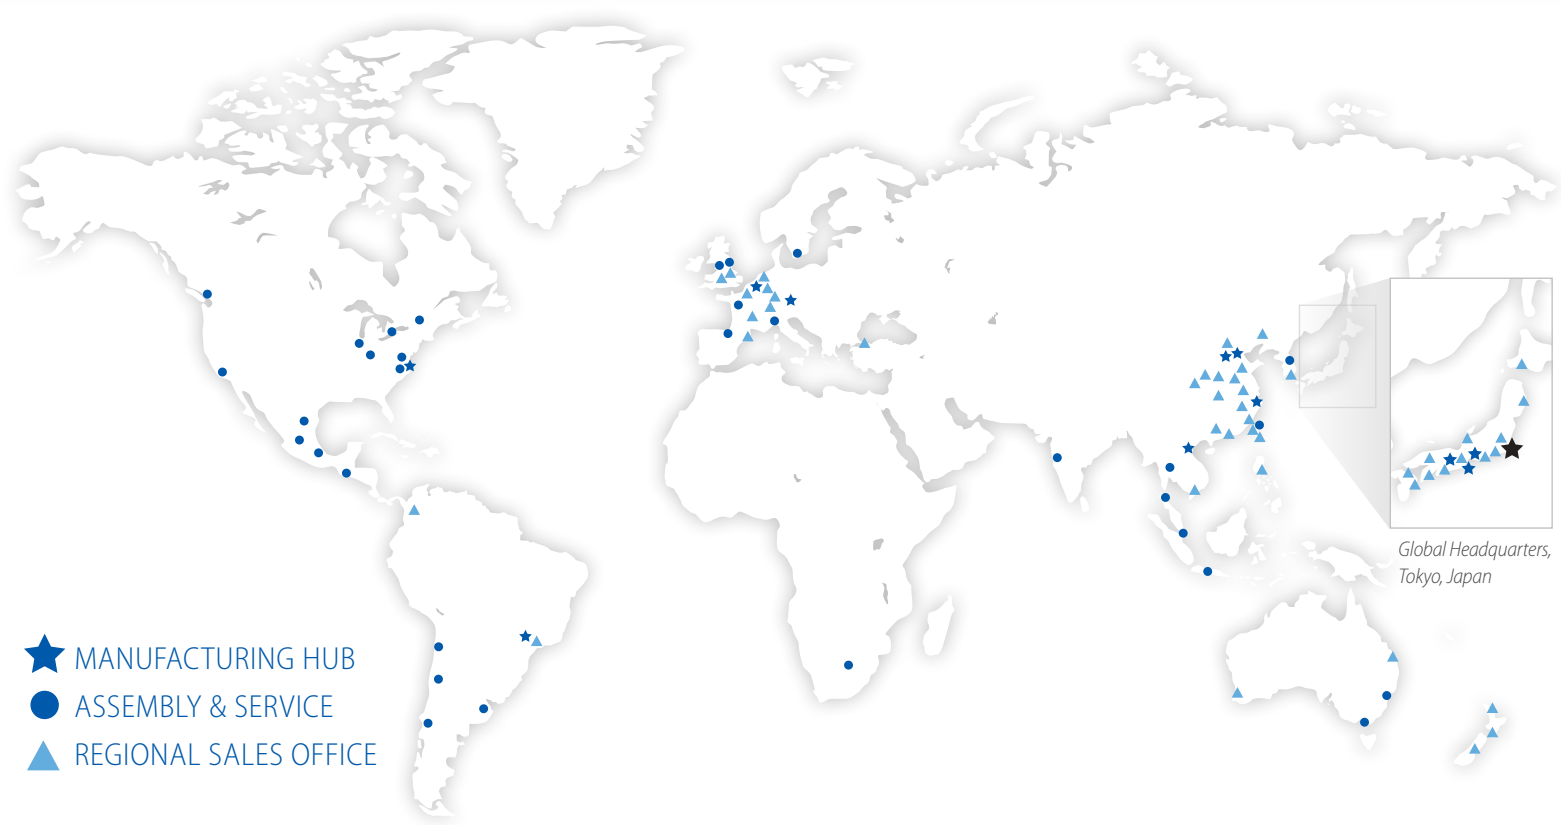 Global Headquarters,
Tokyo, Japan
MANUFACTURING HUB
ASSEMBLY & SERVICE
REGIONAL SALES OFFICE